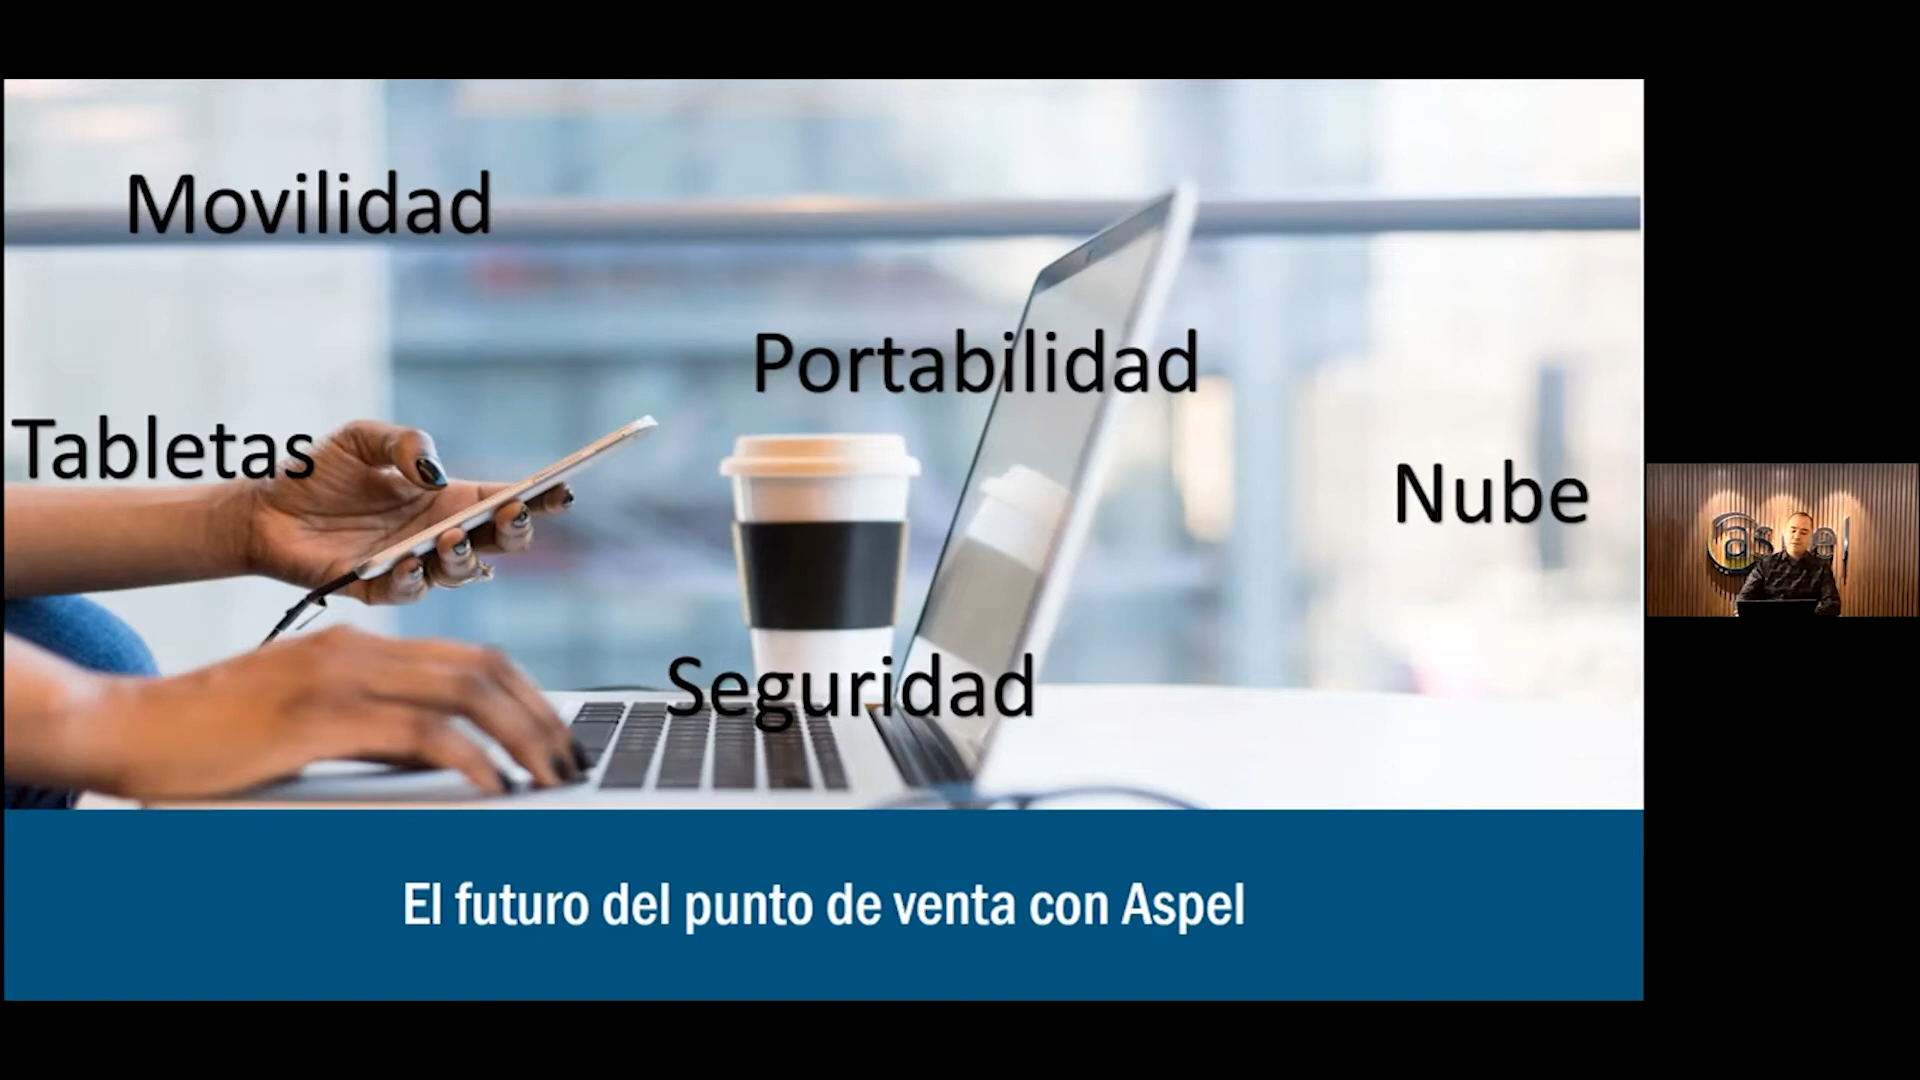 Movilidad
Portabilidad
Tabletas
Nube
Seguridad
El futuro del punto de venta con Aspel